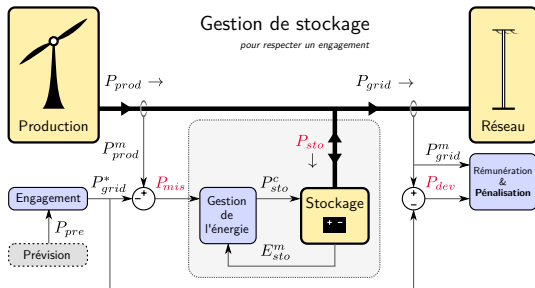 Gestion de stockage
pour respecter un engagement
P_prod →
P_grid →
Production
Réseau
P^m_prod
P_sto
↓
P^m_grid
P^*_grid
P_mis
P^c_sto
P_dev
Rémunération
&
Pénalisation
Engagement
− +
Gestion
de
l'énergie
Stockage
+ −
+
−
P_pre
Prévision
E^m_sto